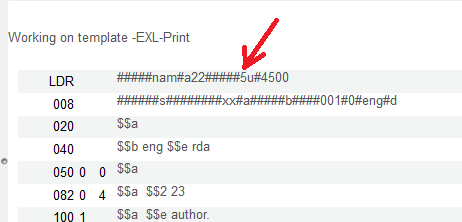 Working on template -EXL-Print
LDR #####nam#a22#####5u#4500
008 ######s########xx#a#####b####001#0#eng#d
020 $$a
040 $$b eng $$e rda
050 0 0 $$a
082 0 4 $$a $$2 23
100 1 $$a $$e author.